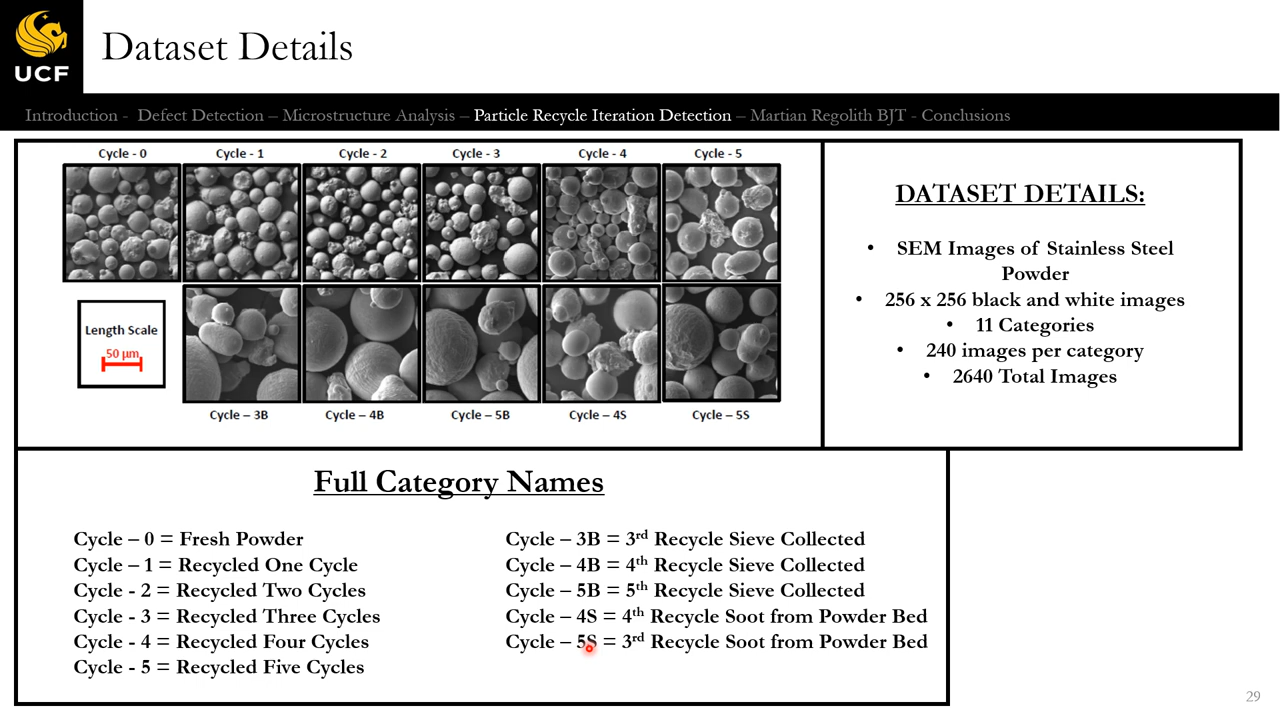 UCF
Dataset Details
Introduction - Defect Detection – Microstructure Analysis – Particle Recycle Iteration Detection – Martian Regolith BJT - Conclusions
Cycle - 0 Cycle - 1 Cycle - 2 Cycle - 3 Cycle - 4 Cycle - 5
Length Scale
50 µm
Cycle – 3B Cycle – 4B Cycle – 5B Cycle – 4S Cycle – 5S
DATASET DETAILS:
• SEM Images of Stainless Steel
Powder
• 256 x 256 black and white images
• 11 Categories
• 240 images per category
• 2640 Total Images
Full Category Names
Cycle – 0 = Fresh Powder
Cycle – 1 = Recycled One Cycle
Cycle - 2 = Recycled Two Cycles
Cycle - 3 = Recycled Three Cycles
Cycle - 4 = Recycled Four Cycles
Cycle - 5 = Recycled Five Cycles
Cycle – 3B = 3rd Recycle Sieve Collected
Cycle – 4B = 4th Recycle Sieve Collected
Cycle – 5B = 5th Recycle Sieve Collected
Cycle – 4S = 4th Recycle Soot from Powder Bed
Cycle – 5S = 3rd Recycle Soot from Powder Bed
29